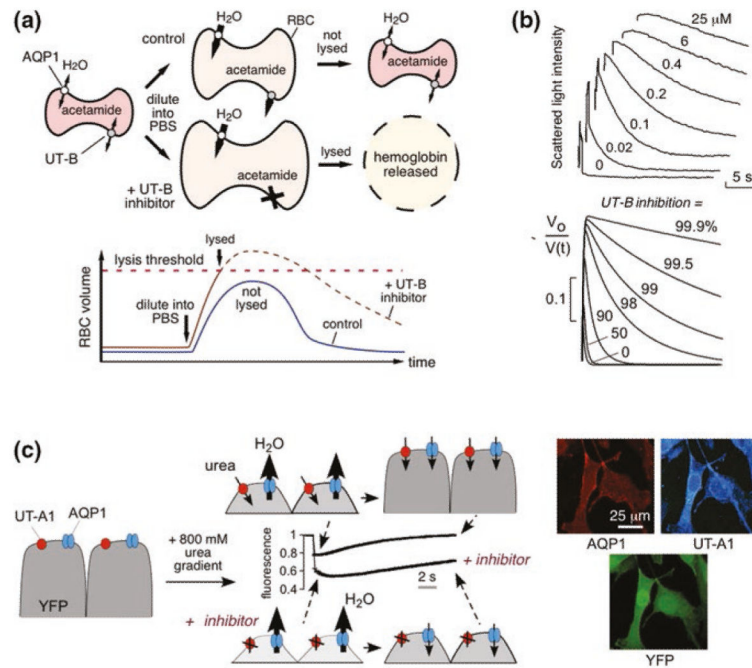 (a)
AQP1
H2O
acetamide
UT-B
control
dilute
into
PBS
+ UT-B
inhibitor
H2O
RBC
acetamide
not
lysed
acetamide
H2O
acetamide
lysed
hemoglobin
released
RBC volume
lysis threshold
lysed
dilute into
PBS
not
lysed
+ UT-B
inhibitor
control
time
(b)
Scattered light intensity
25 μM
6
0.4
0.2
0.1
0.02
0
5 s
UT-B inhibition =
Vo
V(t)
0.1
99.9%
99.5
99
98
90
50
0
(c)
UT-A1
AQP1
YFP
+ 800 mM
urea
gradient
urea
H2O
fluorescence
1.0
0.8
0.6
0.4
+ inhibitor
2 s
+ inhibitor
H2O
25 μm
AQP1
UT-A1
YFP